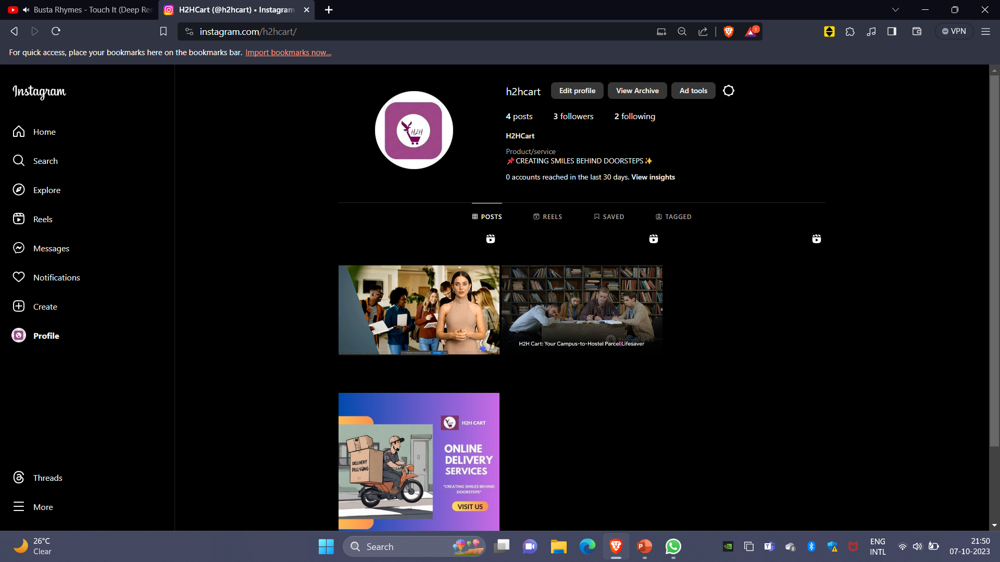 Busta Rhymes - Touch It (Deep Rem
H2HCart (@h2hcart) • Instagram
instagram.com/h2hcart/
1
VPN
For quick access, place your bookmarks here on the bookmarks bar. Import bookmarks now...
Instagram
Home
Search
Explore
Reels
Messages
Notifications
Create
Profile
Threads
More
h2hcart
Edit profile
View Archive
Ad tools
4 posts
3 followers
2 following
H2HCart
Product/service
📌CREATING SMILES BEHIND DOORSTEPS✨
0 accounts reached in the last 30 days. View insights
POSTS
REELS
SAVED
TAGGED
H2H
Storyblocks
H2H Cart: Your Campus-to-Hostel Parcel Lifesaver
H2H CART
ONLINE
DELIVERY
SERVICES
"CREATING SMILES BEHIND
DOORSTEPS"
VISIT US
26°C
Clear
Search
ENG
INTL
21:50
07-10-2023